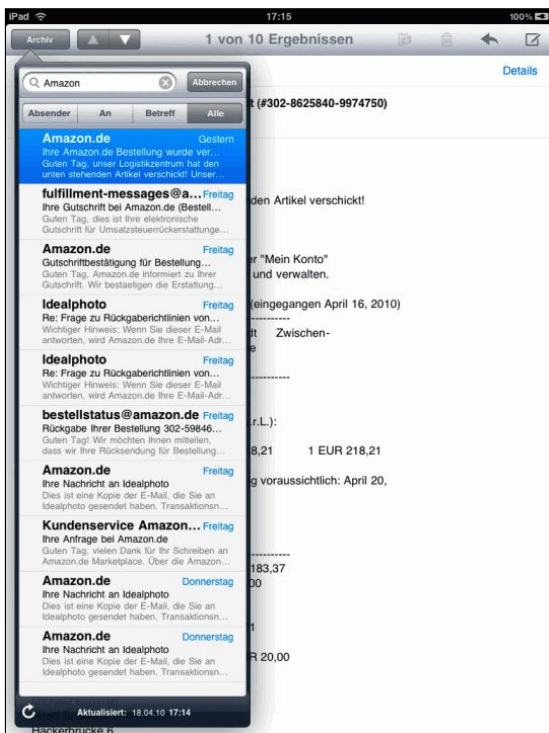 iPad
17:15
100%
Archiv
1 von 10 Ergebnissen
Details
Amazon
Abbrechen
Absender An Betreff Alle
Amazon.de Gestern
Ihre Amazon.de Bestellung wurde ver...
Guten Tag, unser Logistikzentrum hat den
unten stehenden Artikel verschickt! Unser...
fulfillment-messages@a... Freitag
Ihre Gutschrift bei Amazon.de (Bestell...
Guten Tag, dies ist Ihre elektronische
Gutschrift für Umsatzsteuerrückerstattunge...
Amazon.de Freitag
Gutschriftbestätigung für Bestellung...
Guten Tag, Amazon.de informiert zu Ihrer
Gutschrift. Wir bestaetigen die Erstattung...
Idealphoto Freitag
Re: Frage zu Rückgaberichtlinien von...
Wichtiger Hinweis: Wenn Sie dieser E-Mail
antworten, wird Amazon.de Ihre E-Mail-Adr...
Idealphoto Freitag
Re: Frage zu Rückgaberichtlinien von...
Wichtiger Hinweis: Wenn Sie dieser E-Mail
antworten, wird Amazon.de Ihre E-Mail-Adr...
bestellstatus@amazon.de Freitag
Rückgabe Ihrer Bestellung 302-59846...
Guten Tag! Wir möchten Ihnen mitteilen,
dass wir Ihre Rücksendung für Bestellung...
Amazon.de Freitag
Ihre Nachricht an Idealphoto
Dies ist eine Kopie der E-Mail, die Sie an
Idealphoto gesendet haben. Transaktionsn...
Kundenservice Amazon... Freitag
Ihre Anfrage bei Amazon.de
Guten Tag, vielen Dank für Ihr Schreiben an
Amazon.de Marketplace. Über die Amazon...
Amazon.de Donnerstag
Ihre Nachricht an Idealphoto
Dies ist eine Kopie der E-Mail, die Sie an
Idealphoto gesendet haben. Transaktionsn...
Amazon.de Donnerstag
Ihre Nachricht an Idealphoto
Dies ist eine Kopie der E-Mail, die Sie an
Idealphoto gesendet haben. Transaktionsn...
Aktualisiert: 18.04.10 17:14
t (#302-8625840-9974750)
den Artikel verschickt!
er "Mein Konto"
und verwalten.
(eingegangen April 16, 2010)
-----------
dt Zwischen-
e
-----------
.r.L.):
8,21 1 EUR 218,21
g voraussichtlich: April 20,
-----------
183,37
00
1
R 20,00
Hackerbrücke 6